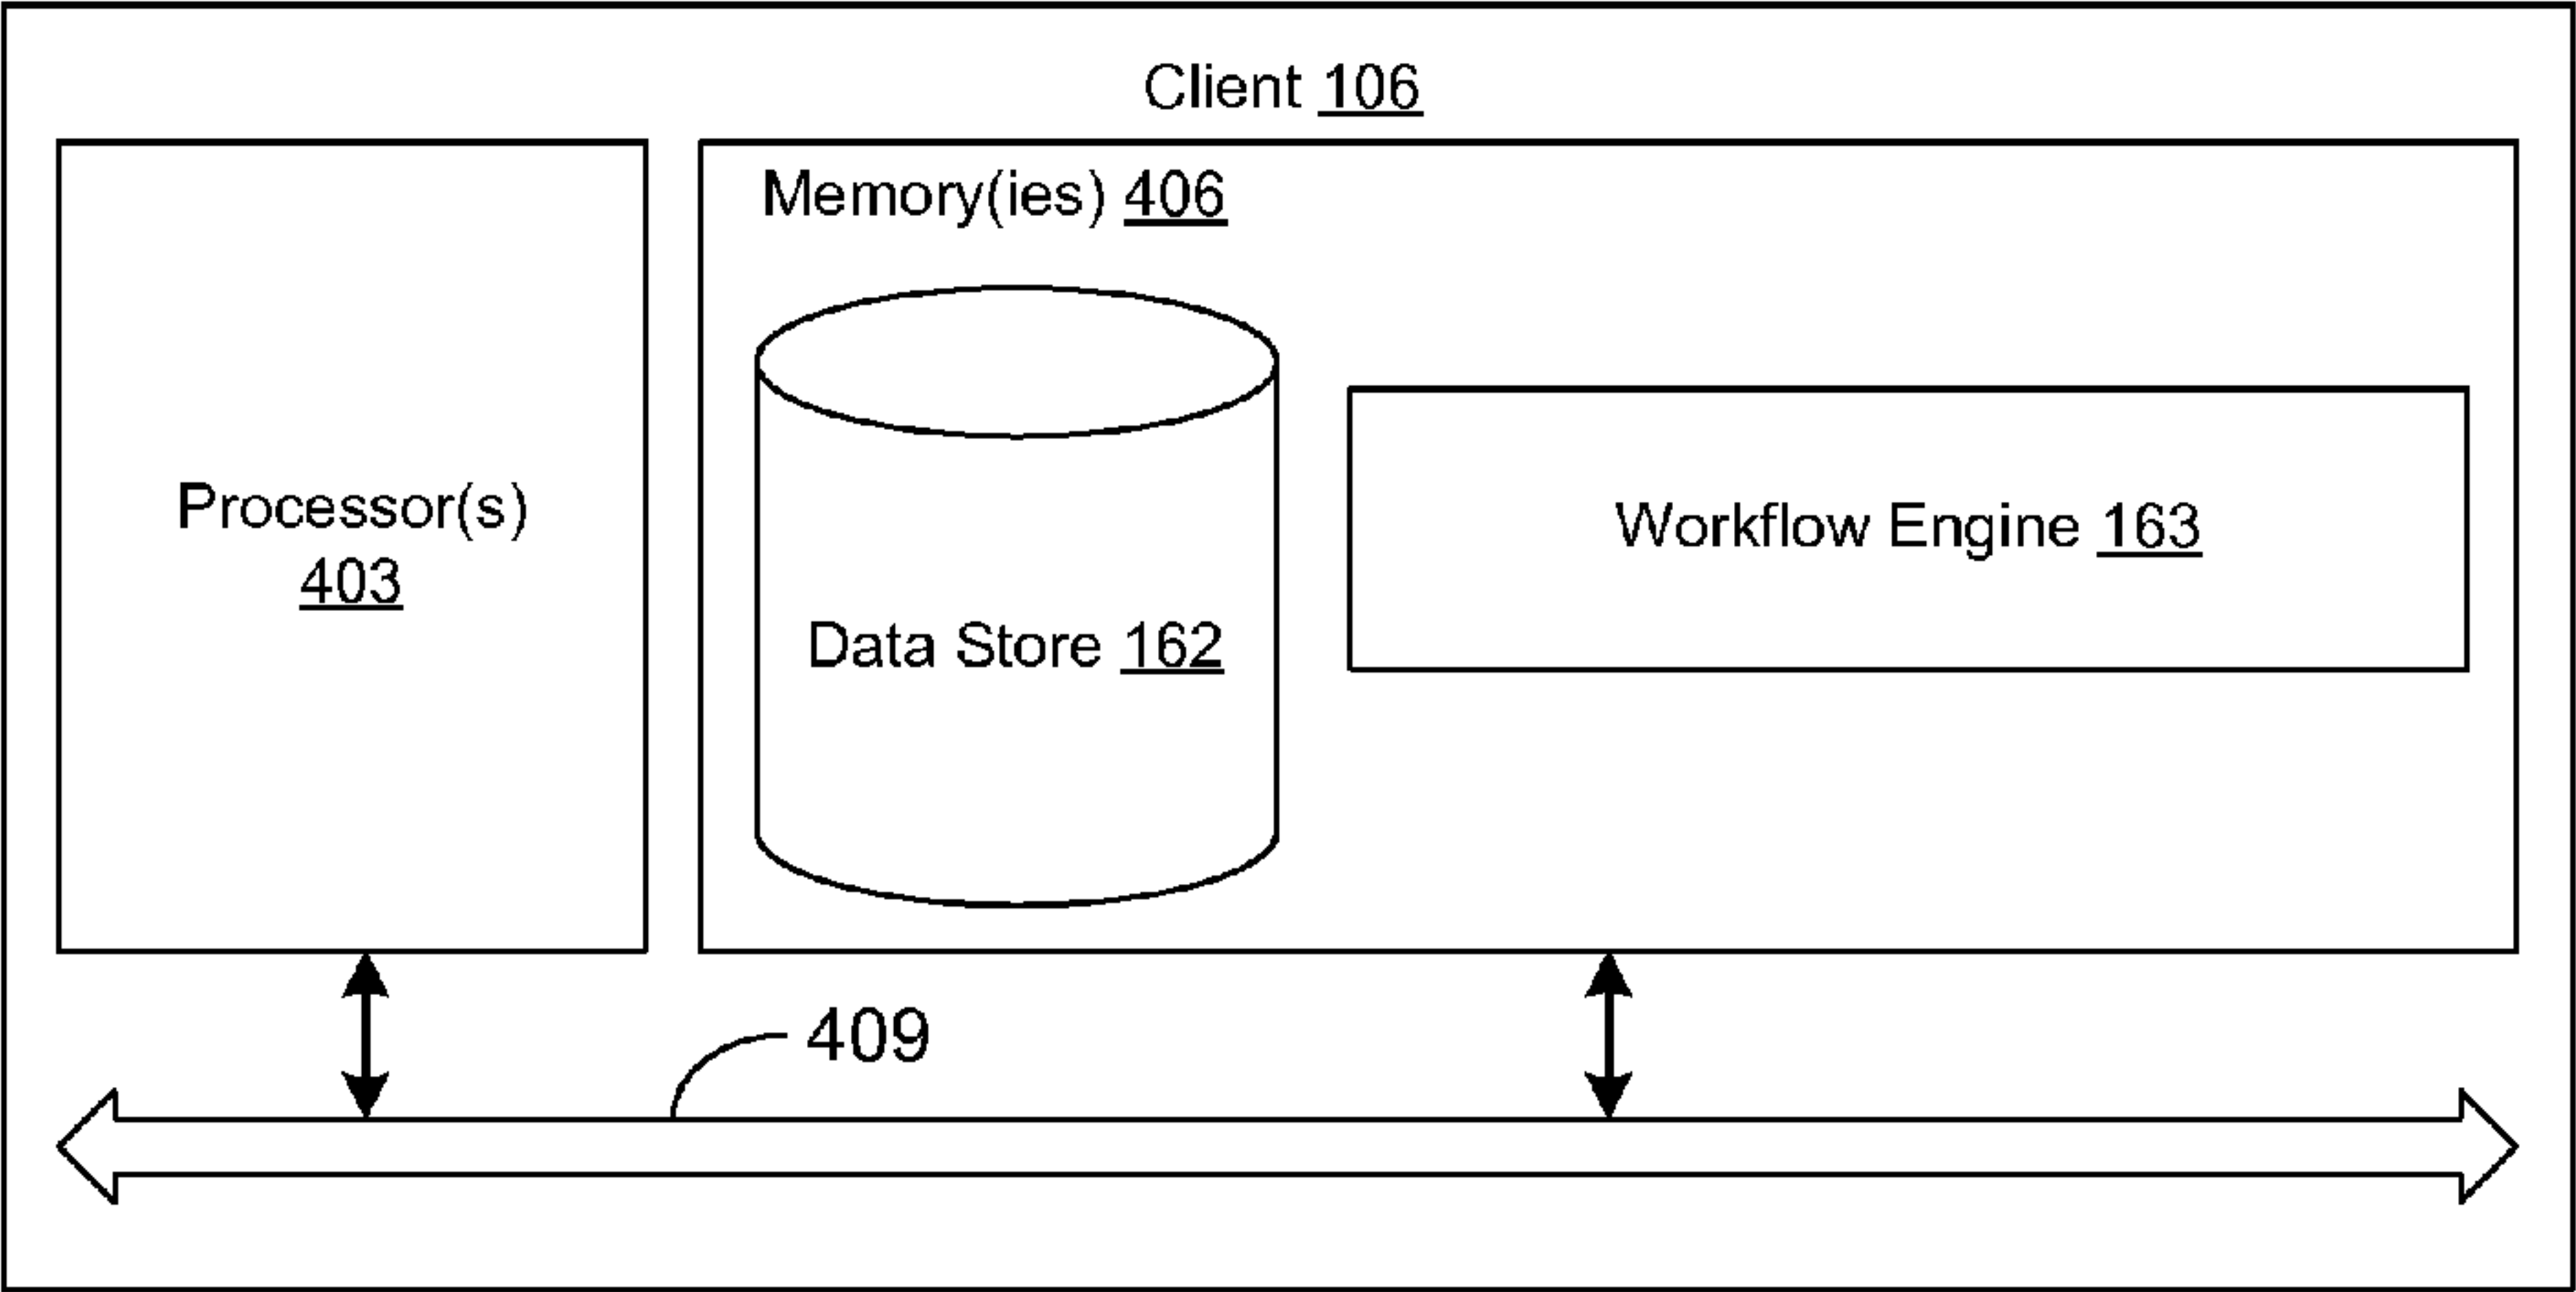 Client 106
Memory(ies) 406
Processor(s)
403
Workflow Engine 163
Data Store 162
409